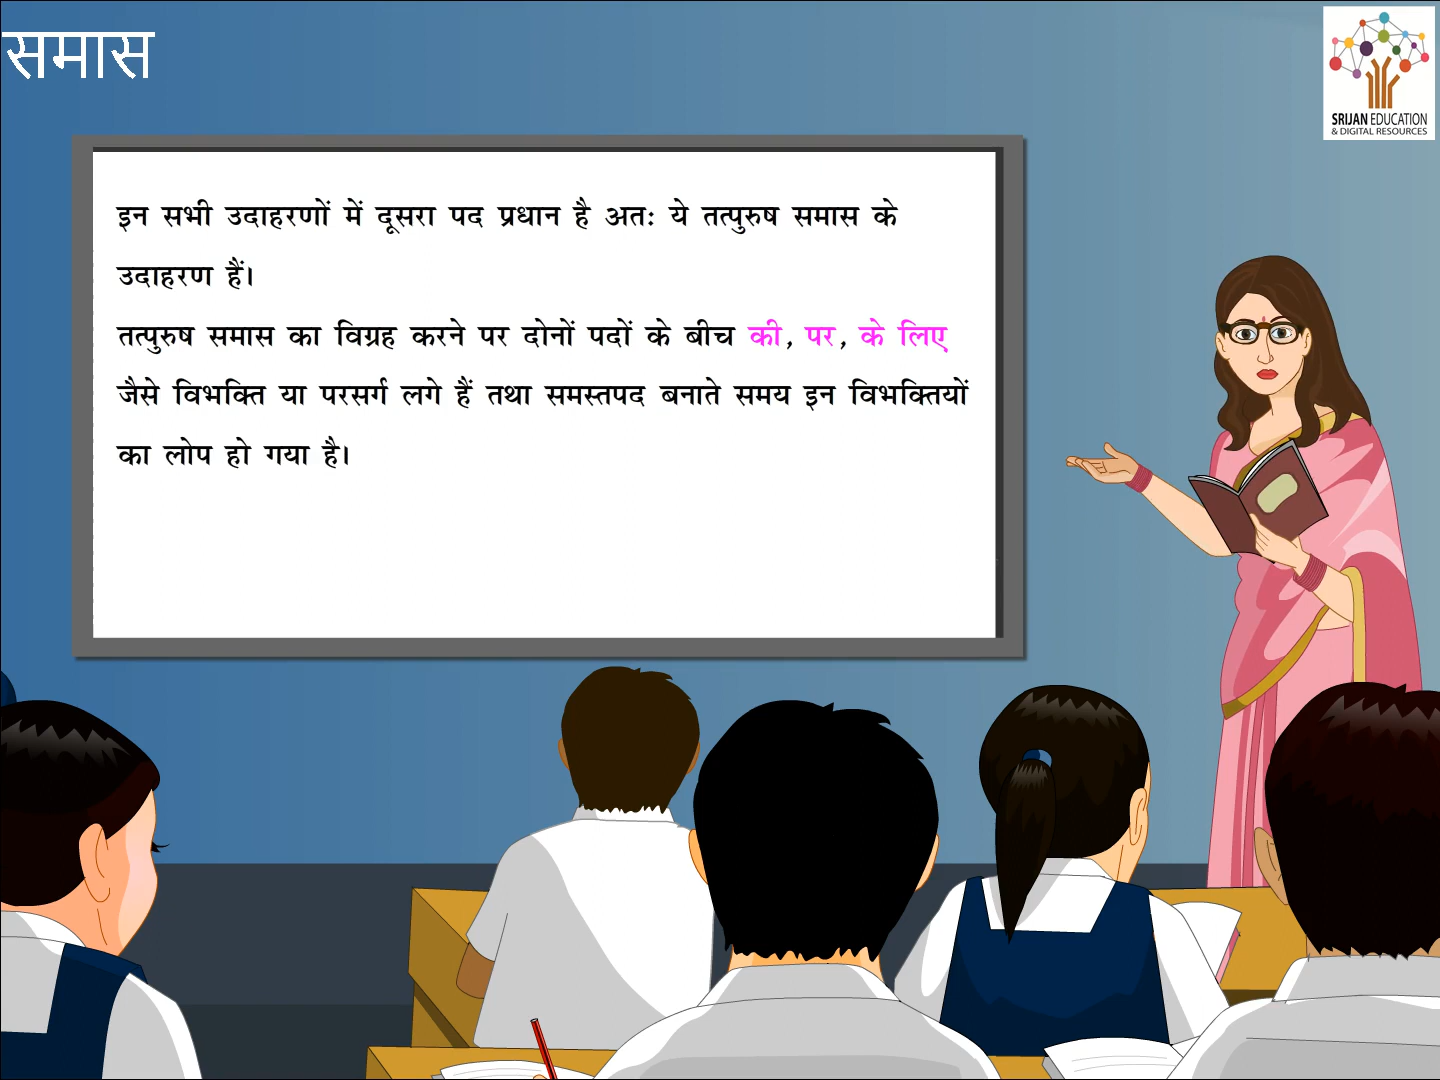 समास
SRIJAN EDUCATION
& DIGITAL RESOURCES
इन सभी उदाहरणों में दूसरा पद प्रधान है अतः ये तत्पुरुष समास के
उदाहरण हैं।
तत्पुरुष समास का विग्रह करने पर दोनों पदों के बीच की, पर, के लिए
जैसे विभक्ति या परसर्ग लगे हैं तथा समस्तपद बनाते समय इन विभक्तियों
का लोप हो गया है।